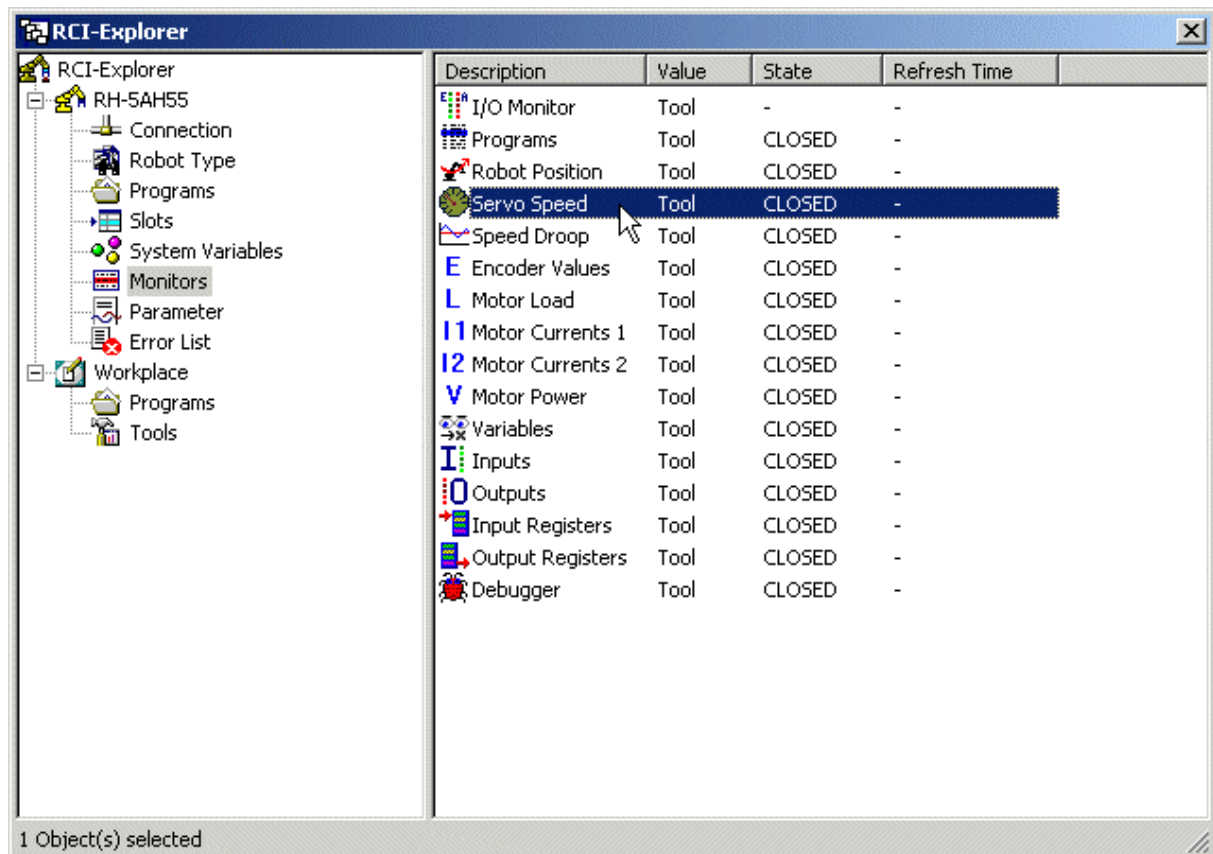 RCI-Explorer
RCI-Explorer
RH-5AH55
Connection
Robot Type
Programs
Slots
System Variables
Monitors
Parameter
Error List
Workplace
Programs
Tools
Description Value State Refresh Time
E A I/O Monitor Tool - -
Programs Tool CLOSED -
Robot Position Tool CLOSED -
Servo Speed Tool CLOSED -
Speed Droop Tool CLOSED -
E Encoder Values Tool CLOSED -
L Motor Load Tool CLOSED -
I1 Motor Currents 1 Tool CLOSED -
I2 Motor Currents 2 Tool CLOSED -
V Motor Power Tool CLOSED -
Variables Tool CLOSED -
I Inputs Tool CLOSED -
O Outputs Tool CLOSED -
Input Registers Tool CLOSED -
Output Registers Tool CLOSED -
Debugger Tool CLOSED -
1 Object(s) selected